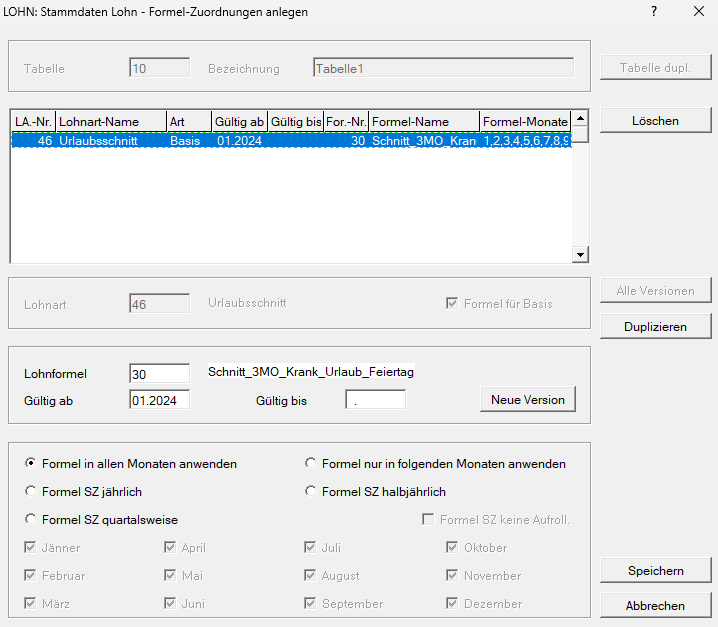 LOHN: Stammdaten Lohn - Formel-Zuordnungen anlegen ?
Tabelle 10 Bezeichnung Tabelle1 Tabelle dupl.
LA.-Nr. Lohnart-Name Art Gültig ab Gültig bis For.-Nr. Formel-Name Formel-Monate Löschen
46 Urlaubsschnitt Basis 01.2024 30 Schnitt_3MO_Kran 1,2,3,4,5,6,7,8,9
Lohnart 46 Urlaubsschnitt Formel für Basis Alle Versionen
Duplizieren
Lohnformel 30 Schnitt_3MO_Krank_Urlaub_Feiertag
Gültig ab 01.2024 Gültig bis . Neue Version
Formel in allen Monaten anwenden Formel nur in folgenden Monaten anwenden
Formel SZ jährlich Formel SZ halbjährlich
Formel SZ quartalsweise Formel SZ keine Aufroll.
Jänner April Juli Oktober
Februar Mai August November Speichern
März Juni September Dezember Abbrechen